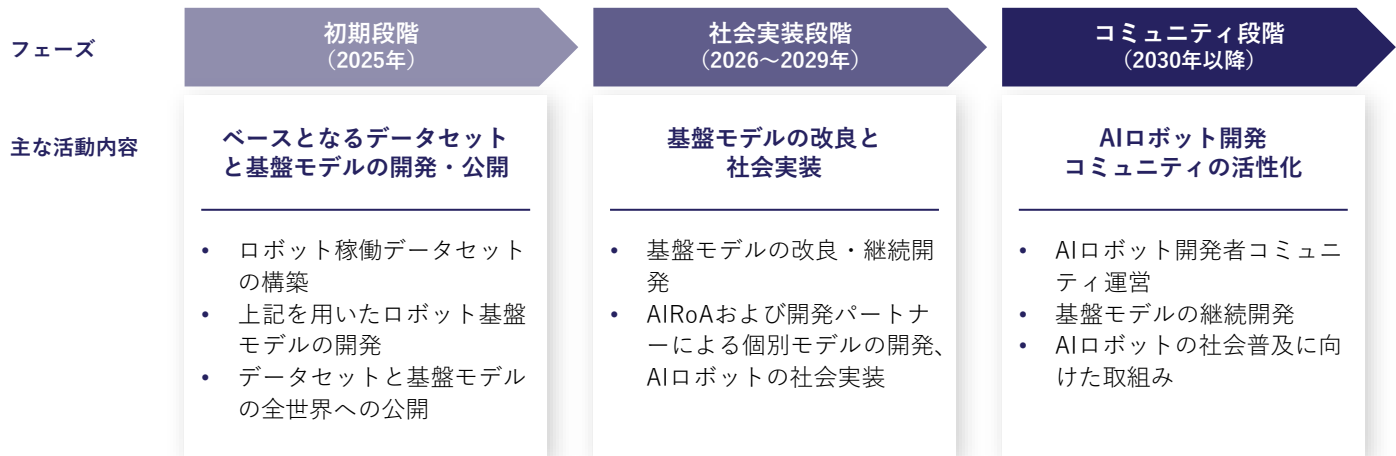 フェーズ
初期段階
（2025年）
社会実装段階
（2026～2029年）
コミュニティ段階
（2030年以降）
主な活動内容
ベースとなるデータセット
と基盤モデルの開発・公開
• ロボット稼働データセット
の構築
• 上記を用いたロボット基盤
モデルの開発
• データセットと基盤モデル
の全世界への公開
基盤モデルの改良と
社会実装
• 基盤モデルの改良・継続開
発
• AIRoAおよび開発パートナ
ーによる個別モデルの開発、
AIロボットの社会実装
AIロボット開発
コミュニティの活性化
• AIロボット開発者コミュニ
ティ運営
• 基盤モデルの継続開発
• AIロボットの社会普及に向
けた取組み